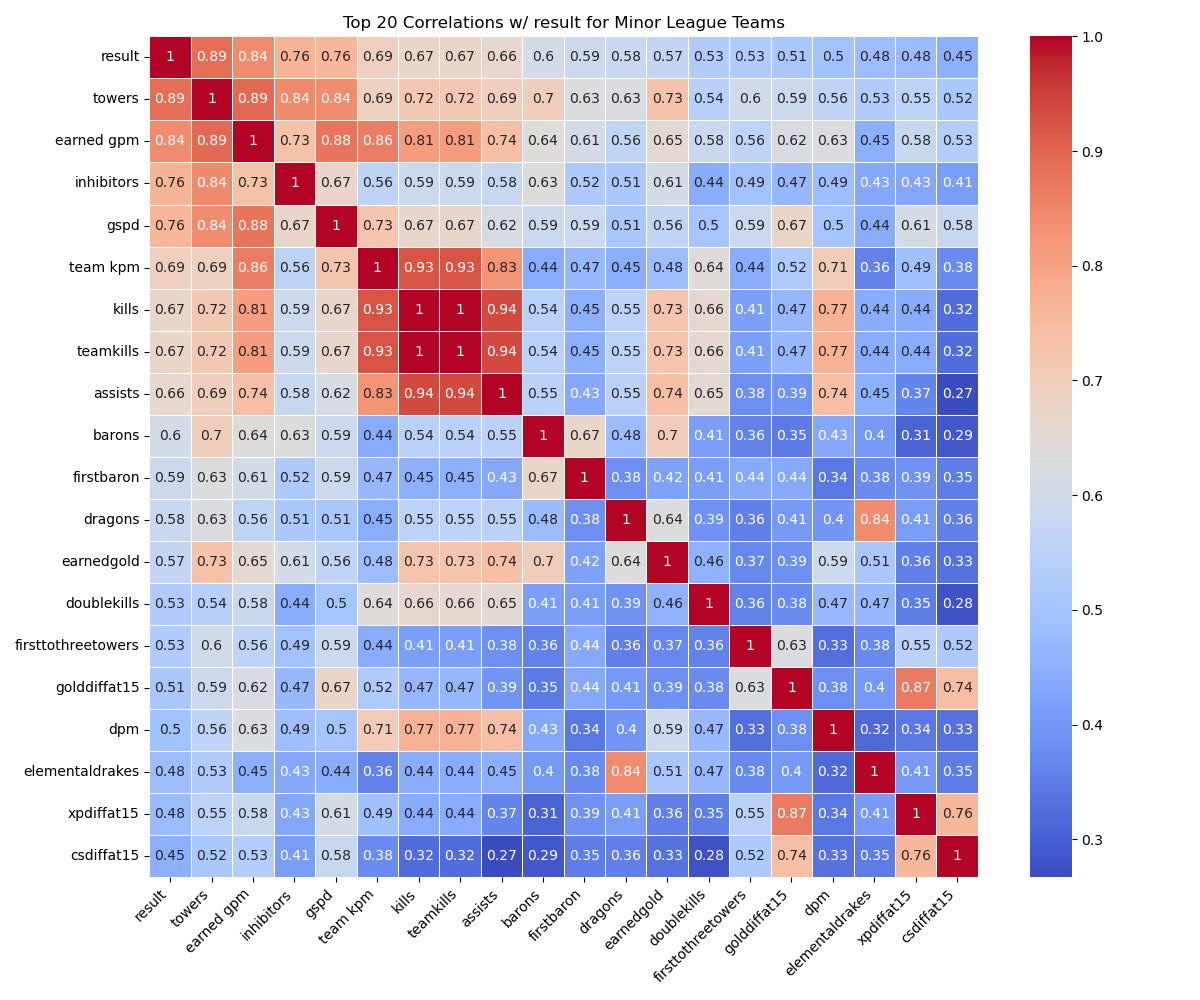 Top 20 Correlations w/ result for Minor League Teams
result 1 0.89 0.84 0.76 0.76 0.69 0.67 0.67 0.66 0.6 0.59 0.58 0.57 0.53 0.53 0.51 0.5 0.48 0.48 0.45
towers 0.89 1 0.89 0.84 0.84 0.69 0.72 0.72 0.69 0.7 0.63 0.63 0.73 0.54 0.6 0.59 0.56 0.53 0.55 0.52
earned gpm 0.84 0.89 1 0.73 0.88 0.86 0.81 0.81 0.74 0.64 0.61 0.56 0.65 0.58 0.56 0.62 0.63 0.45 0.58 0.53
inhibitors 0.76 0.84 0.73 1 0.67 0.56 0.59 0.59 0.58 0.63 0.52 0.51 0.61 0.44 0.49 0.47 0.49 0.43 0.43 0.41
gspd 0.76 0.84 0.88 0.67 1 0.73 0.67 0.67 0.62 0.59 0.59 0.51 0.56 0.5 0.59 0.67 0.5 0.44 0.61 0.58
team kpm 0.69 0.69 0.86 0.56 0.73 1 0.93 0.93 0.83 0.44 0.47 0.45 0.48 0.64 0.44 0.52 0.71 0.36 0.49 0.38
kills 0.67 0.72 0.81 0.59 0.67 0.93 1 1 0.94 0.54 0.45 0.55 0.73 0.66 0.41 0.47 0.77 0.44 0.44 0.32
teamkills 0.67 0.72 0.81 0.59 0.67 0.93 1 1 0.94 0.54 0.45 0.55 0.73 0.66 0.41 0.47 0.77 0.44 0.44 0.32
assists 0.66 0.69 0.74 0.58 0.62 0.83 0.94 0.94 1 0.55 0.43 0.55 0.74 0.65 0.38 0.39 0.74 0.45 0.37 0.27
barons 0.6 0.7 0.64 0.63 0.59 0.44 0.54 0.54 0.55 1 0.67 0.48 0.7 0.41 0.36 0.35 0.43 0.4 0.31 0.29
firstbaron 0.59 0.63 0.61 0.52 0.59 0.47 0.45 0.45 0.43 0.67 1 0.38 0.42 0.41 0.44 0.44 0.34 0.38 0.39 0.35
dragons 0.58 0.63 0.56 0.51 0.51 0.45 0.55 0.55 0.55 0.48 0.38 1 0.64 0.39 0.36 0.41 0.4 0.84 0.41 0.36
earnedgold 0.57 0.73 0.65 0.61 0.56 0.48 0.73 0.73 0.74 0.7 0.42 0.64 1 0.46 0.37 0.39 0.59 0.51 0.36 0.33
doublekills 0.53 0.54 0.58 0.44 0.5 0.64 0.66 0.66 0.65 0.41 0.41 0.39 0.46 1 0.36 0.38 0.47 0.47 0.35 0.28
firsttothreetowers 0.53 0.6 0.56 0.49 0.59 0.44 0.41 0.41 0.38 0.36 0.44 0.36 0.37 0.36 1 0.63 0.33 0.38 0.55 0.52
golddiffat15 0.51 0.59 0.62 0.47 0.67 0.52 0.47 0.47 0.39 0.35 0.44 0.41 0.39 0.38 0.63 1 0.38 0.4 0.87 0.74
dpm 0.5 0.56 0.63 0.49 0.5 0.71 0.77 0.77 0.74 0.43 0.34 0.4 0.59 0.47 0.33 0.38 1 0.32 0.34 0.33
elementaldrakes 0.48 0.53 0.45 0.43 0.44 0.36 0.44 0.44 0.45 0.4 0.38 0.84 0.51 0.47 0.38 0.4 0.32 1 0.41 0.35
xpdiffat15 0.48 0.55 0.58 0.43 0.61 0.49 0.44 0.44 0.37 0.31 0.39 0.41 0.36 0.35 0.55 0.87 0.34 0.41 1 0.76
csdiffat15 0.45 0.52 0.53 0.41 0.58 0.38 0.32 0.32 0.27 0.29 0.35 0.36 0.33 0.28 0.52 0.74 0.33 0.35 0.76 1
result towers earned gpm inhibitors gspd team kpm kills teamkills assists barons firstbaron dragons earnedgold doublekills firsttothreetowers golddiffat15 dpm elementaldrakes xpdiffat15 csdiffat15
1.0
0.9
0.8
0.7
0.6
0.5
0.4
0.3